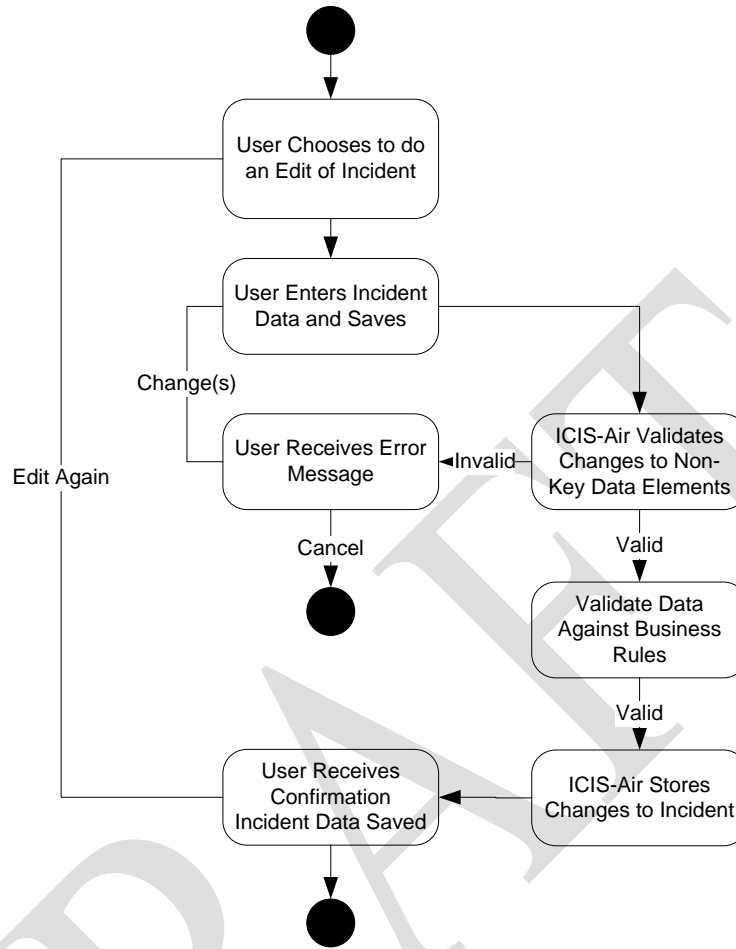 User Chooses to do
an Edit of Incident
User Enters Incident
Data and Saves
Change(s)
User Receives Error
Message
Invalid
ICIS-Air Validates
Changes to Non-
Key Data Elements
Edit Again
Cancel
Valid
Validate Data
Against Business
Rules
Valid
User Receives
Confirmation
Incident Data Saved
ICIS-Air Stores
Changes to Incident
DRAFT